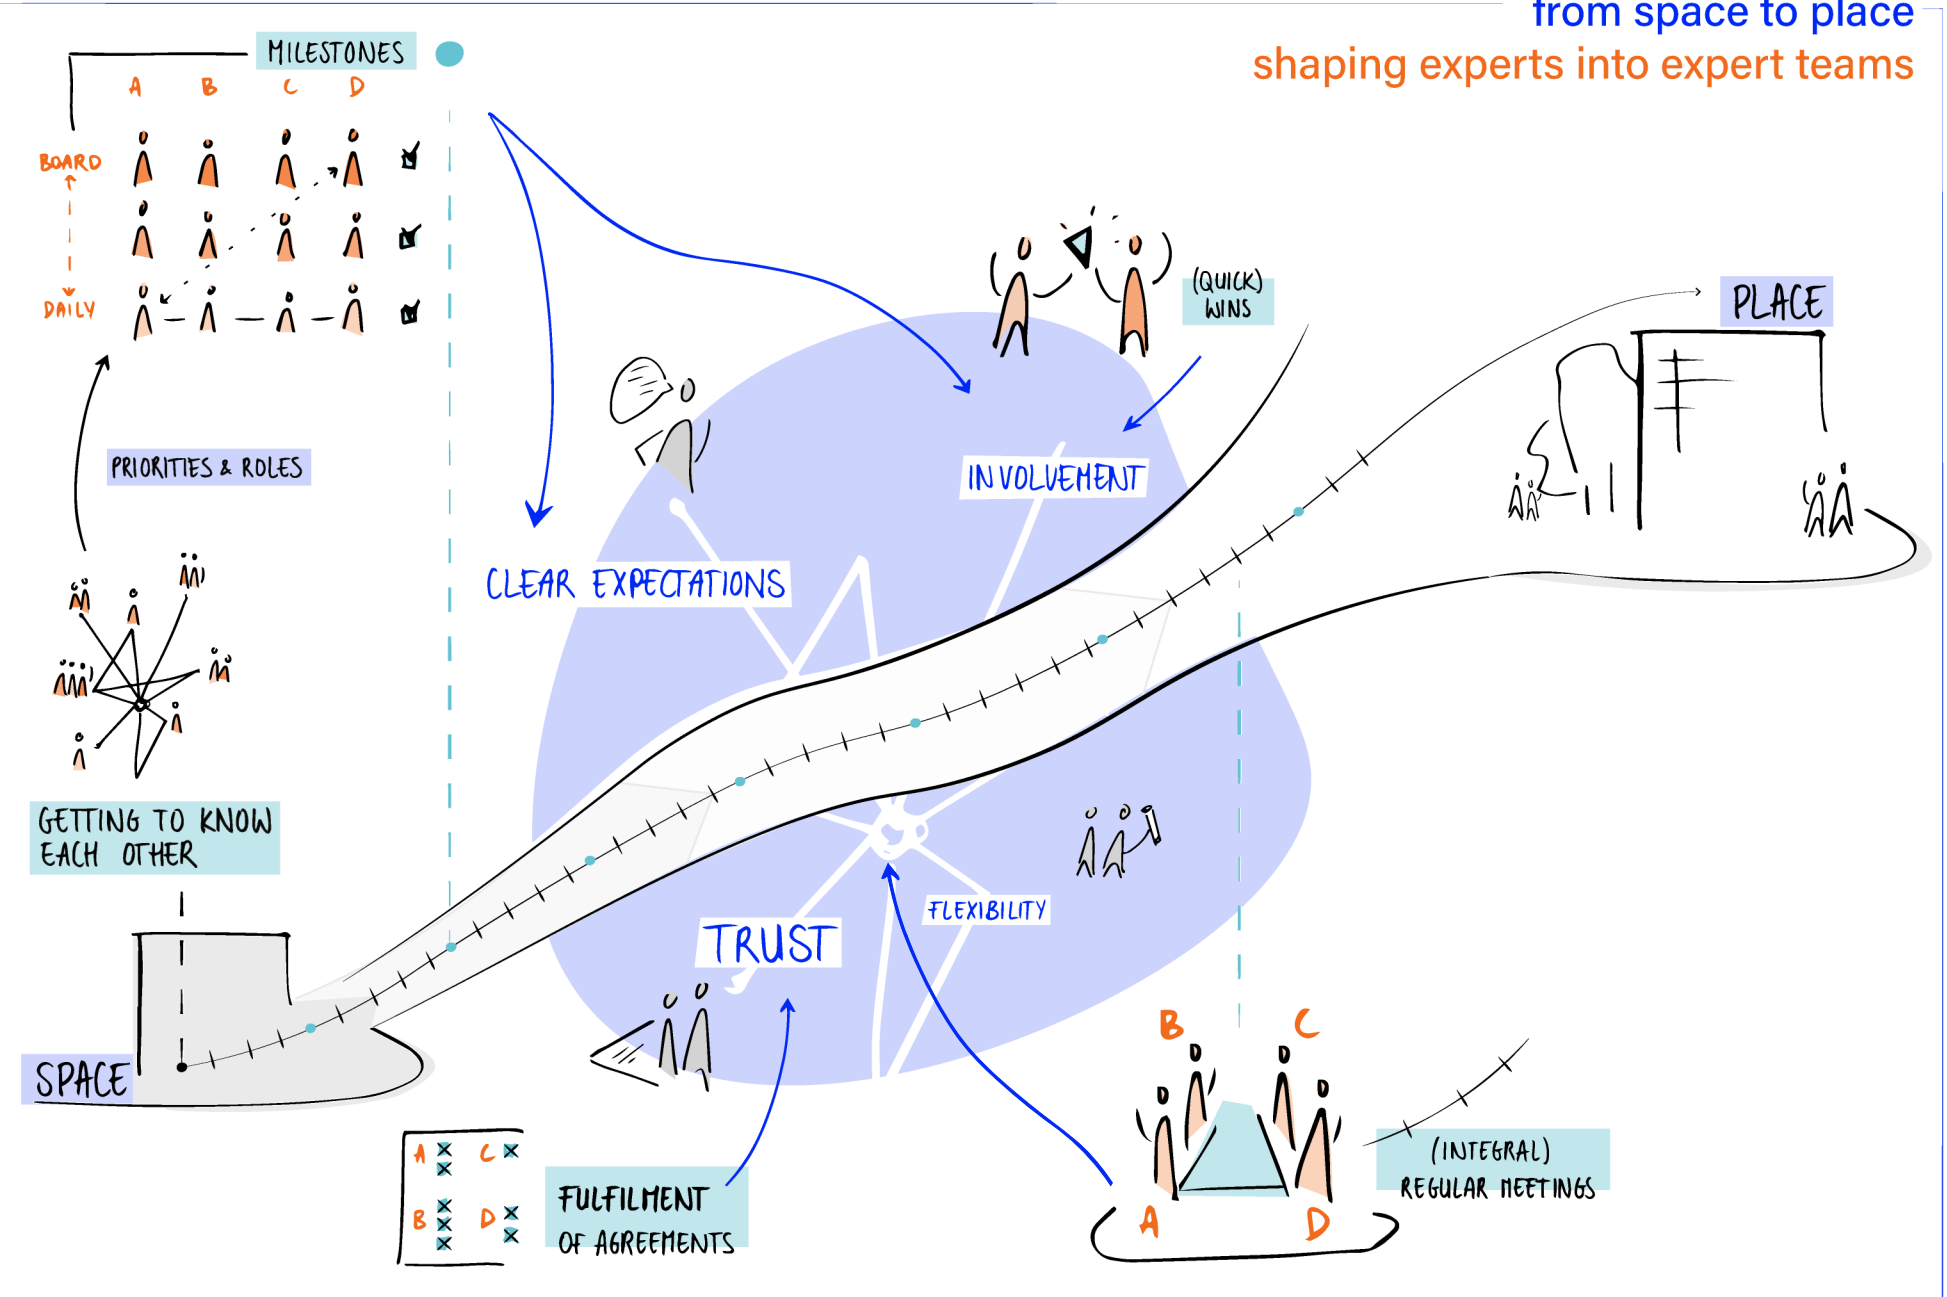 from space to place
shaping experts into expert teams
MILESTONES
A B C D
BOARD
DAILY
(QUICK)
WINS
PLACE
PRIORITIES & ROLES
INVOLVEMENT
CLEAR EXPECTATIONS
GETTING TO KNOW
EACH OTHER
FLEXIBILITY
TRUST
SPACE
B C
A D
(INTEGRAL)
REGULAR MEETINGS
A C
B D
FULFILMENT
OF AGREEMENTS